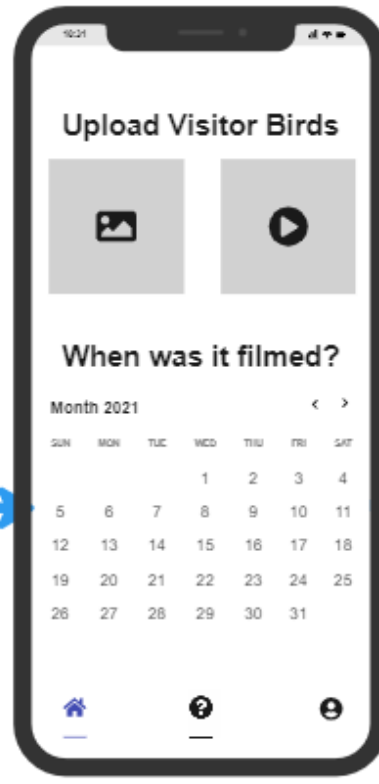 10:21
Upload Visitor Birds
When was it filmed?
Month 2021
SUN MON TUE WED THU FRI SAT
1 2 3 4
5 6 7 8 9 10 11
12 13 14 15 16 17 18
19 20 21 22 23 24 25
26 27 28 29 30 31